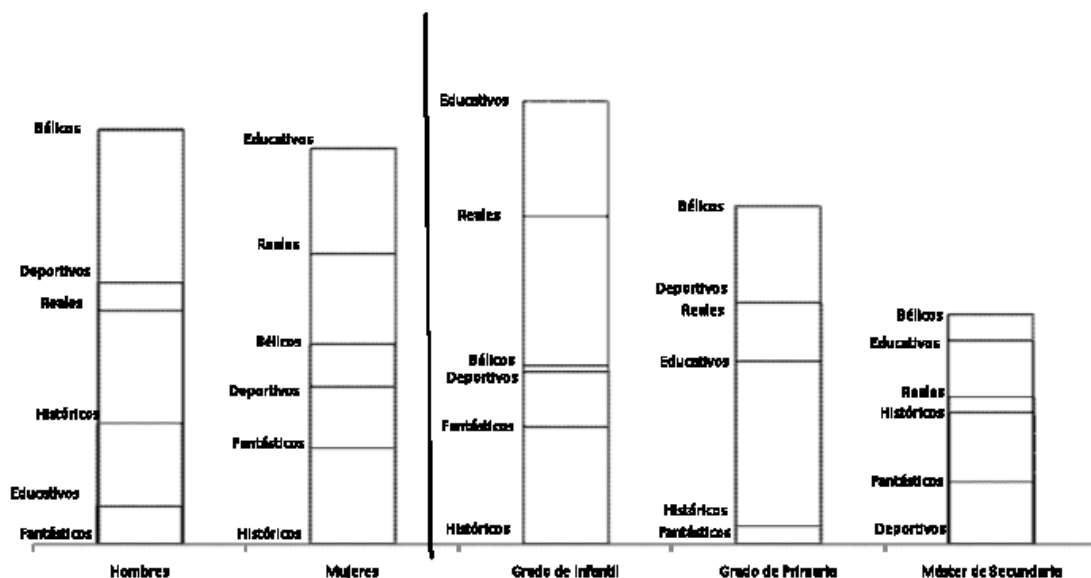 Bélicos
Deportivos
Reales
Históricos
Educativos
Fantásticos
Hombres
Educativos
Reales
Bélicos
Deportivos
Fantásticos
Históricos
Mujeres
Educativos
Reales
Bélicos
Deportivos
Fantásticos
Históricos
Grado de Infantil
Bélicos
Deportivos
Reales
Educativos
Históricos
Fantásticos
Grado de Primaria
Bélicos
Educativos
Reales
Históricos
Fantásticos
Deportivos
Máster de Secundaria